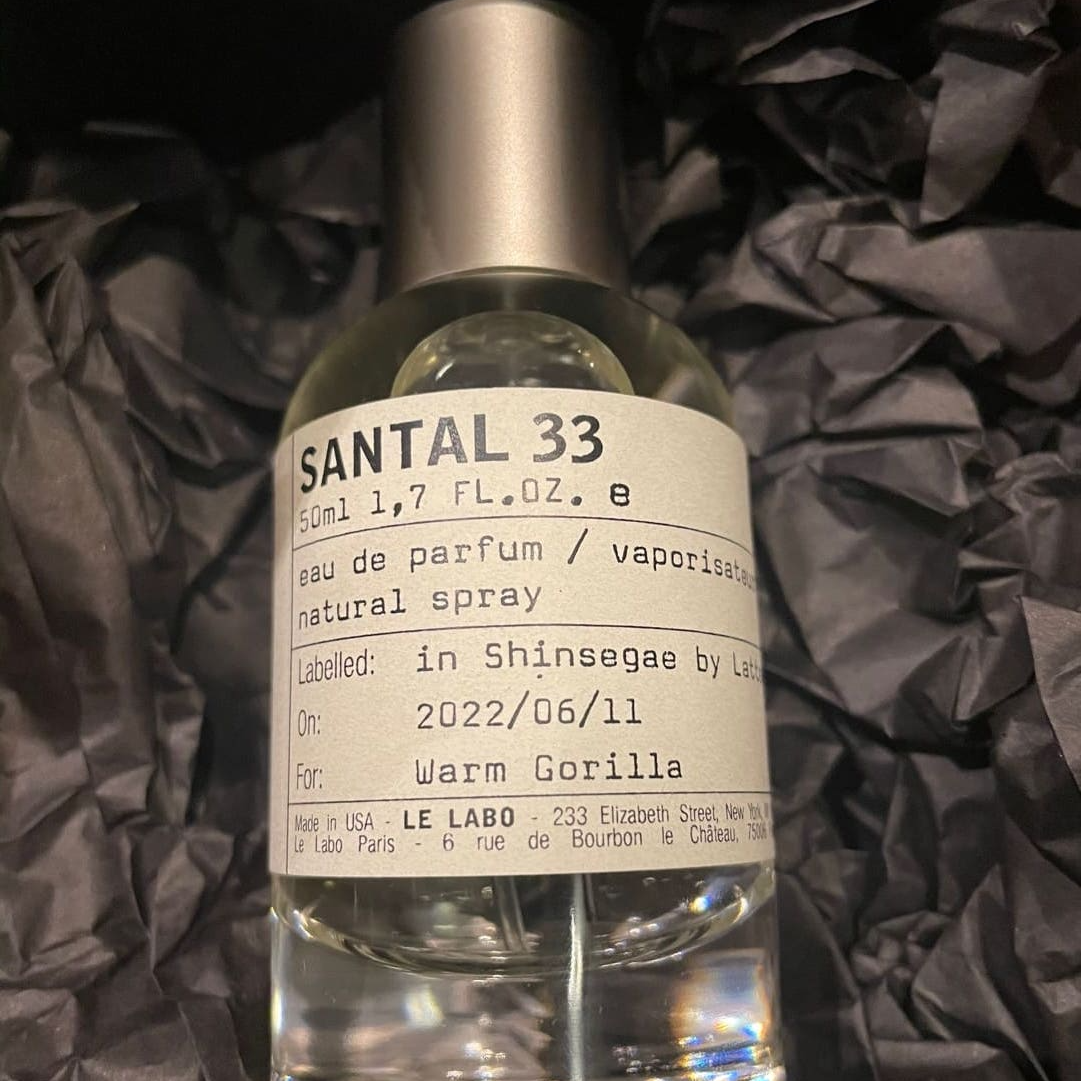 SANTAL 33
50ml 1,7 FL.OZ. e
eau de parfum /
natural spray
Labelled: in Shinsegae by
On: 2022/06/11
For: Warm Gorilla
Made in USA - LE LABO - 233 Elizabeth Street, New York,
Le Labo Paris - 6 rue de Bourbon le Château,